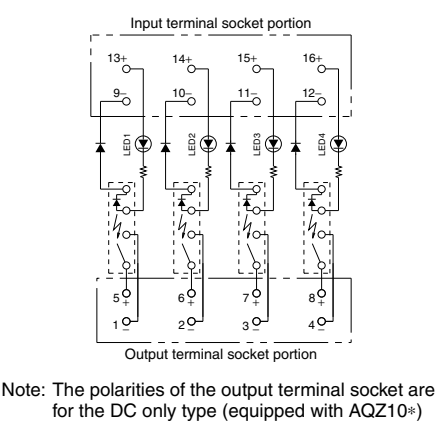 Input terminal socket portion
13+ 14+ 15+ 16+
9− 10− 11− 12−
LED1 LED2 LED3 LED4
5 + 6 + 7 + 8 +
1 − 2 − 3 − 4 −
Output terminal socket portion
Note: The polarities of the output terminal socket are
for the DC only type (equipped with AQZ10*)